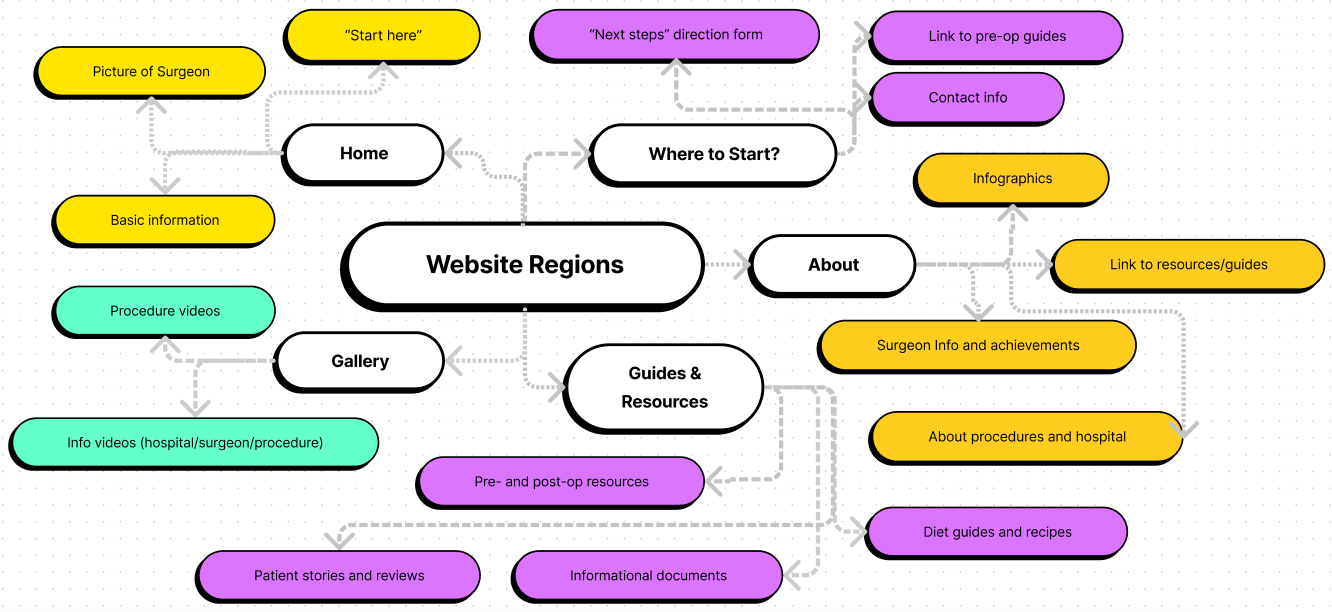 “Start here”
“Next steps” direction form
Link to pre-op guides
Picture of Surgeon
Contact info
Home
Where to Start?
Infographics
Basic information
Website Regions
About
Link to resources/guides
Procedure videos
Surgeon Info and achievements
Gallery
Guides &
Resources
Info videos (hospital/surgeon/procedure)
About procedures and hospital
Pre- and post-op resources
Diet guides and recipes
Patient stories and reviews
Informational documents